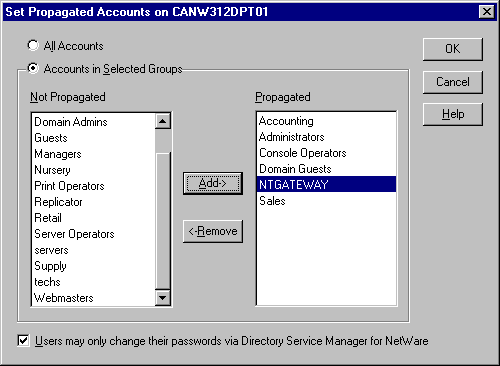 Set Propagated Accounts on CANW312DPT01
All Accounts
OK
Accounts in Selected Groups
Cancel
Not Propagated
Propagated
Help
Domain Admins
Guests
Managers
Nursery
Print Operators
Replicator
Retail
Server Operators
servers
Supply
techs
Webmasters
Add->
<-Remove
Accounting
Administrators
Console Operators
Domain Guests
NTGATEWAY
Sales
Users may only change their passwords via Directory Service Manager for NetWare